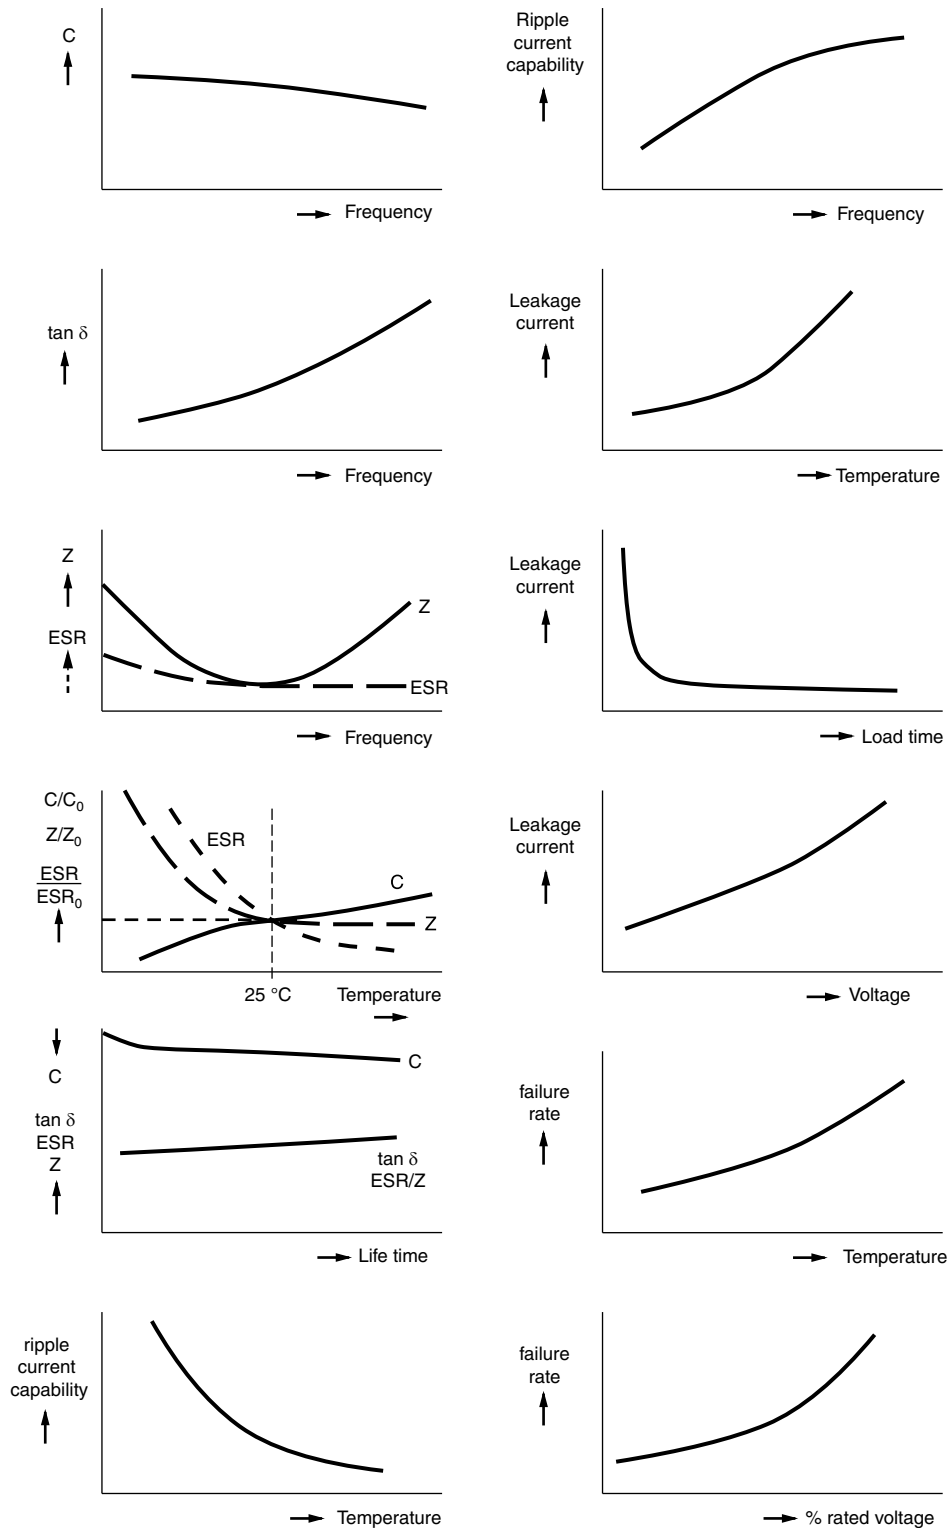 C
Frequency
Ripple
current
capability
Frequency
tan δ
Frequency
Leakage
current
Temperature
Z
ESR
Z
ESR
Frequency
Leakage
current
Load time
C/C0
Z/Z0
ESR
ESR0
ESR
C
Z
25 °C
Temperature
Leakage
current
Voltage
C
tan δ
ESR
Z
C
tan δ
ESR/Z
Life time
failure
rate
Temperature
ripple
current
capability
Temperature
failure
rate
% rated voltage